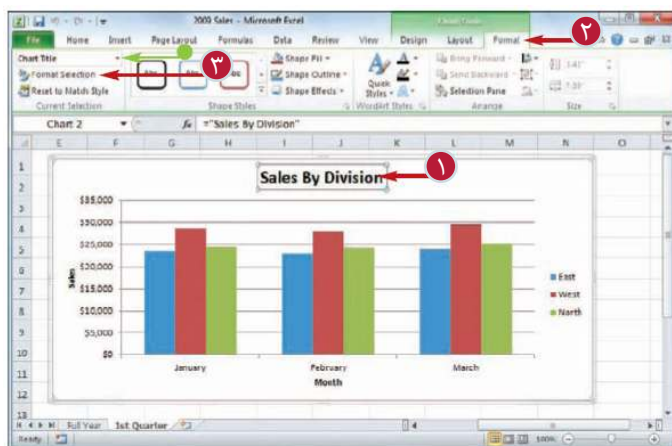 2009 Sales - Microsoft Excel
Chart Tools
File Home Insert Page Layout Formulas Data Review View Design Layout Format
٢
Chart Title
Format Selection
Reset to Match Style
٣
Abc
Shape Fill
Shape Outline
Shape Effects
Quick
Styles
Bring Forward
Send Backward
Selection Pane
Current Selection Shape Styles WordArt Styles Arrange Size
Chart 2 fx ="Sales By Division"
E F G H I J K L M N O
1
2
3
4
5
6
7
8
9
10
11
12
13
Sales By Division
١
$35,000
$30,000
$25,000
$20,000
$15,000
$10,000
$5,000
$0
Sales
January February March
Month
East
West
North
Full Year 1st Quarter
Ready 100%